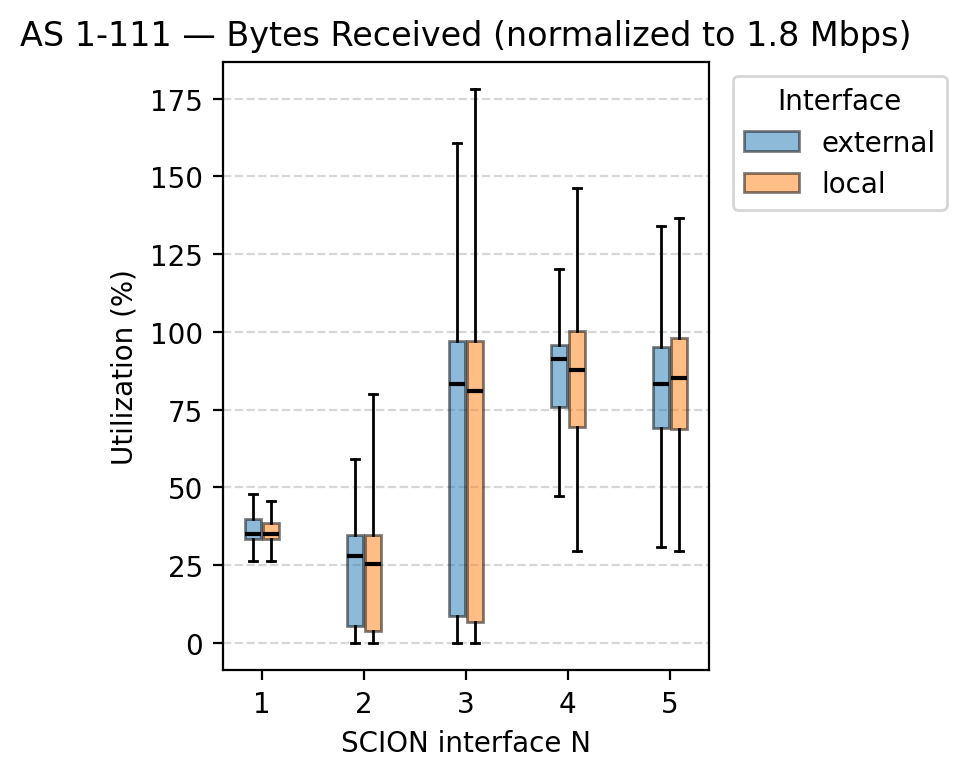 AS 1-111 — Bytes Received (normalized to 1.8 Mbps)
Interface
external
local
Utilization (%)
175
150
125
100
75
50
25
0
1 2 3 4 5
SCION interface N